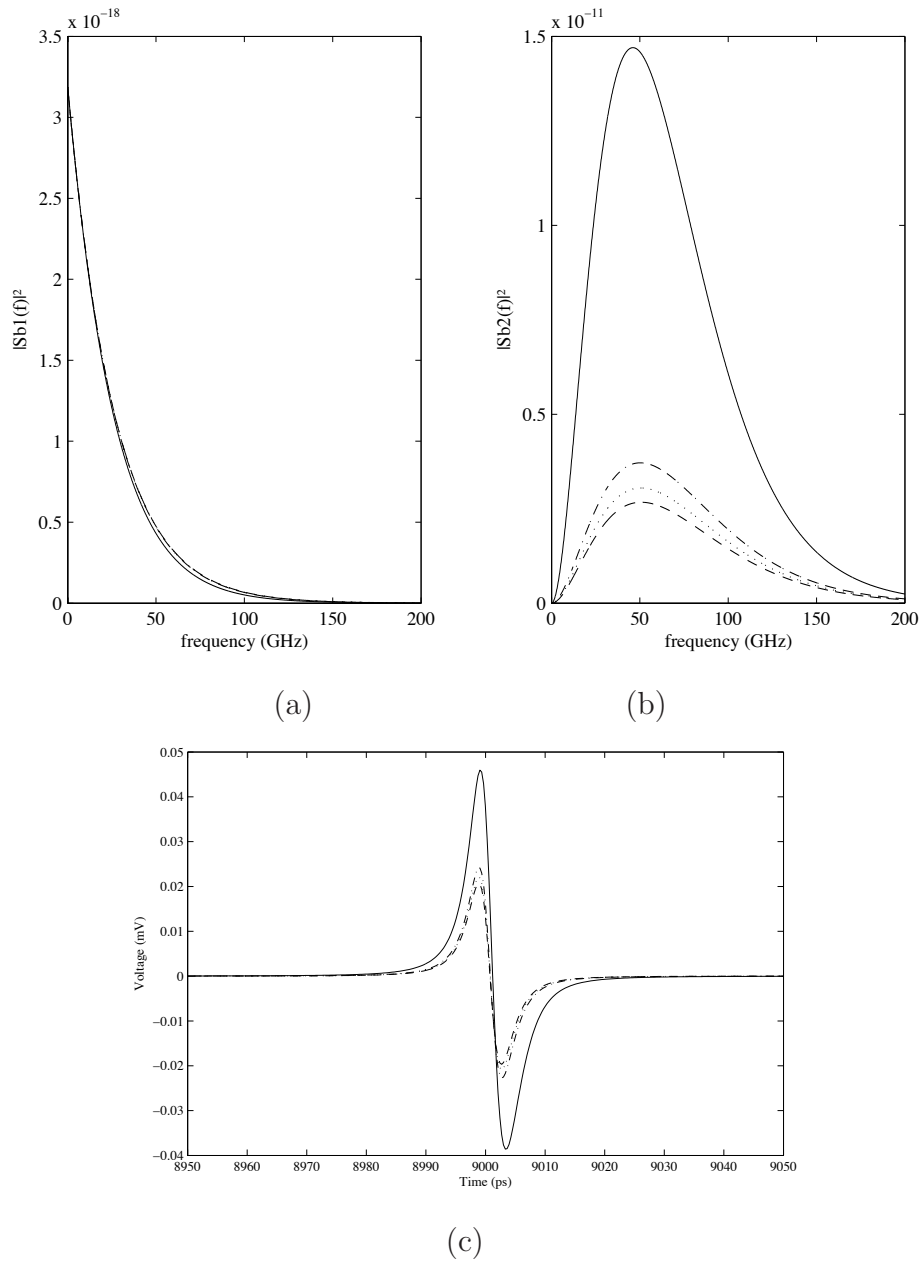 x 10⁻¹⁸
3.5
3
2.5
2
1.5
1
0.5
0
|Sb1(f)|²
0 50 100 150 200
frequency (GHz)
(a)
x 10⁻¹¹
1.5
1
0.5
0
|Sb2(f)|²
0 50 100 150 200
frequency (GHz)
(b)
0.05
0.04
0.03
0.02
0.01
0
−0.01
−0.02
−0.03
−0.04
Voltage (mV)
8950 8960 8970 8980 8990 9000 9010 9020 9030 9040 9050
Time (ps)
(c)